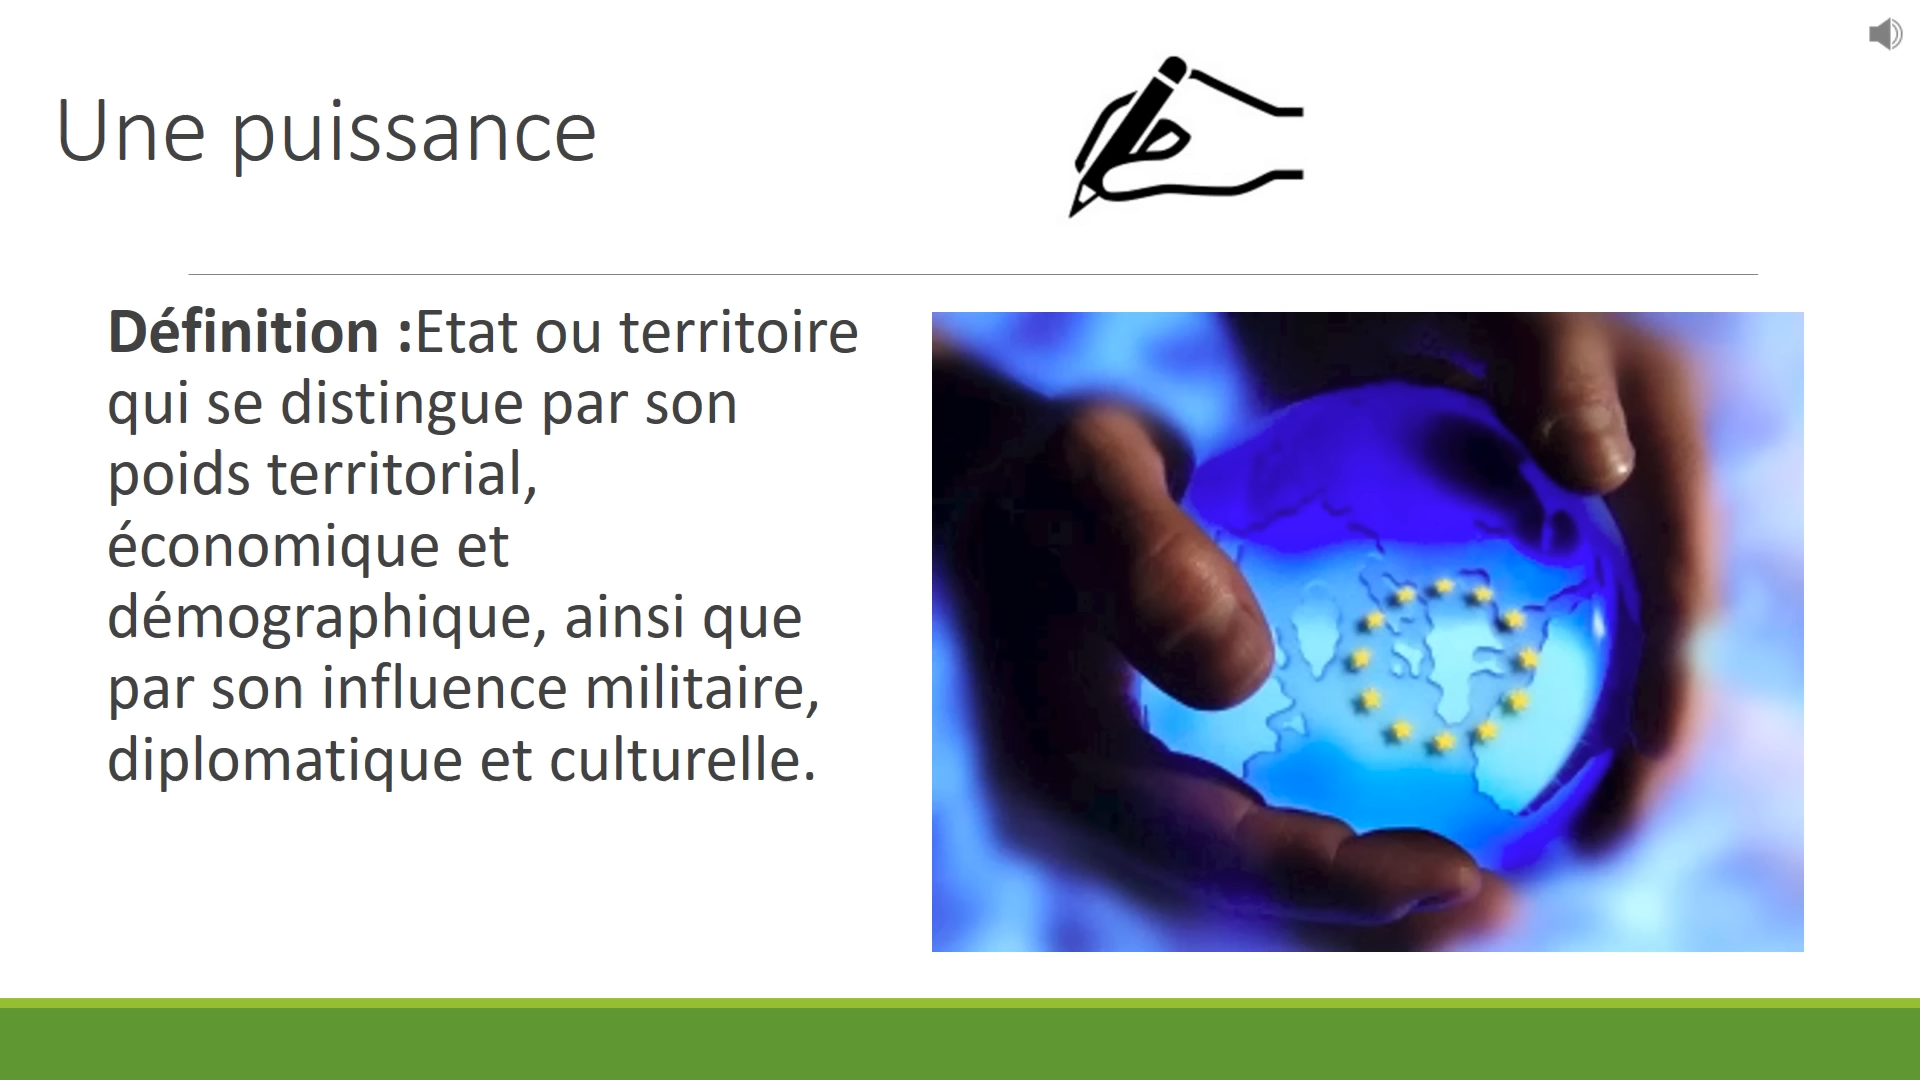 Une puissance
Définition :Etat ou territoire
qui se distingue par son
poids territorial,
économique et
démographique, ainsi que
par son influence militaire,
diplomatique et culturelle.